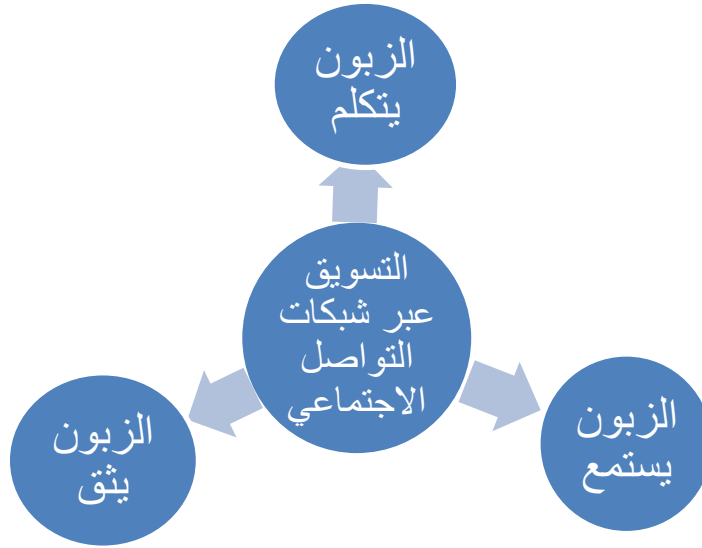 الزبون
يتكلم
التسويق
عبر شبكات
التواصل
الاجتماعي
الزبون
يستمع
الزبون
يثق